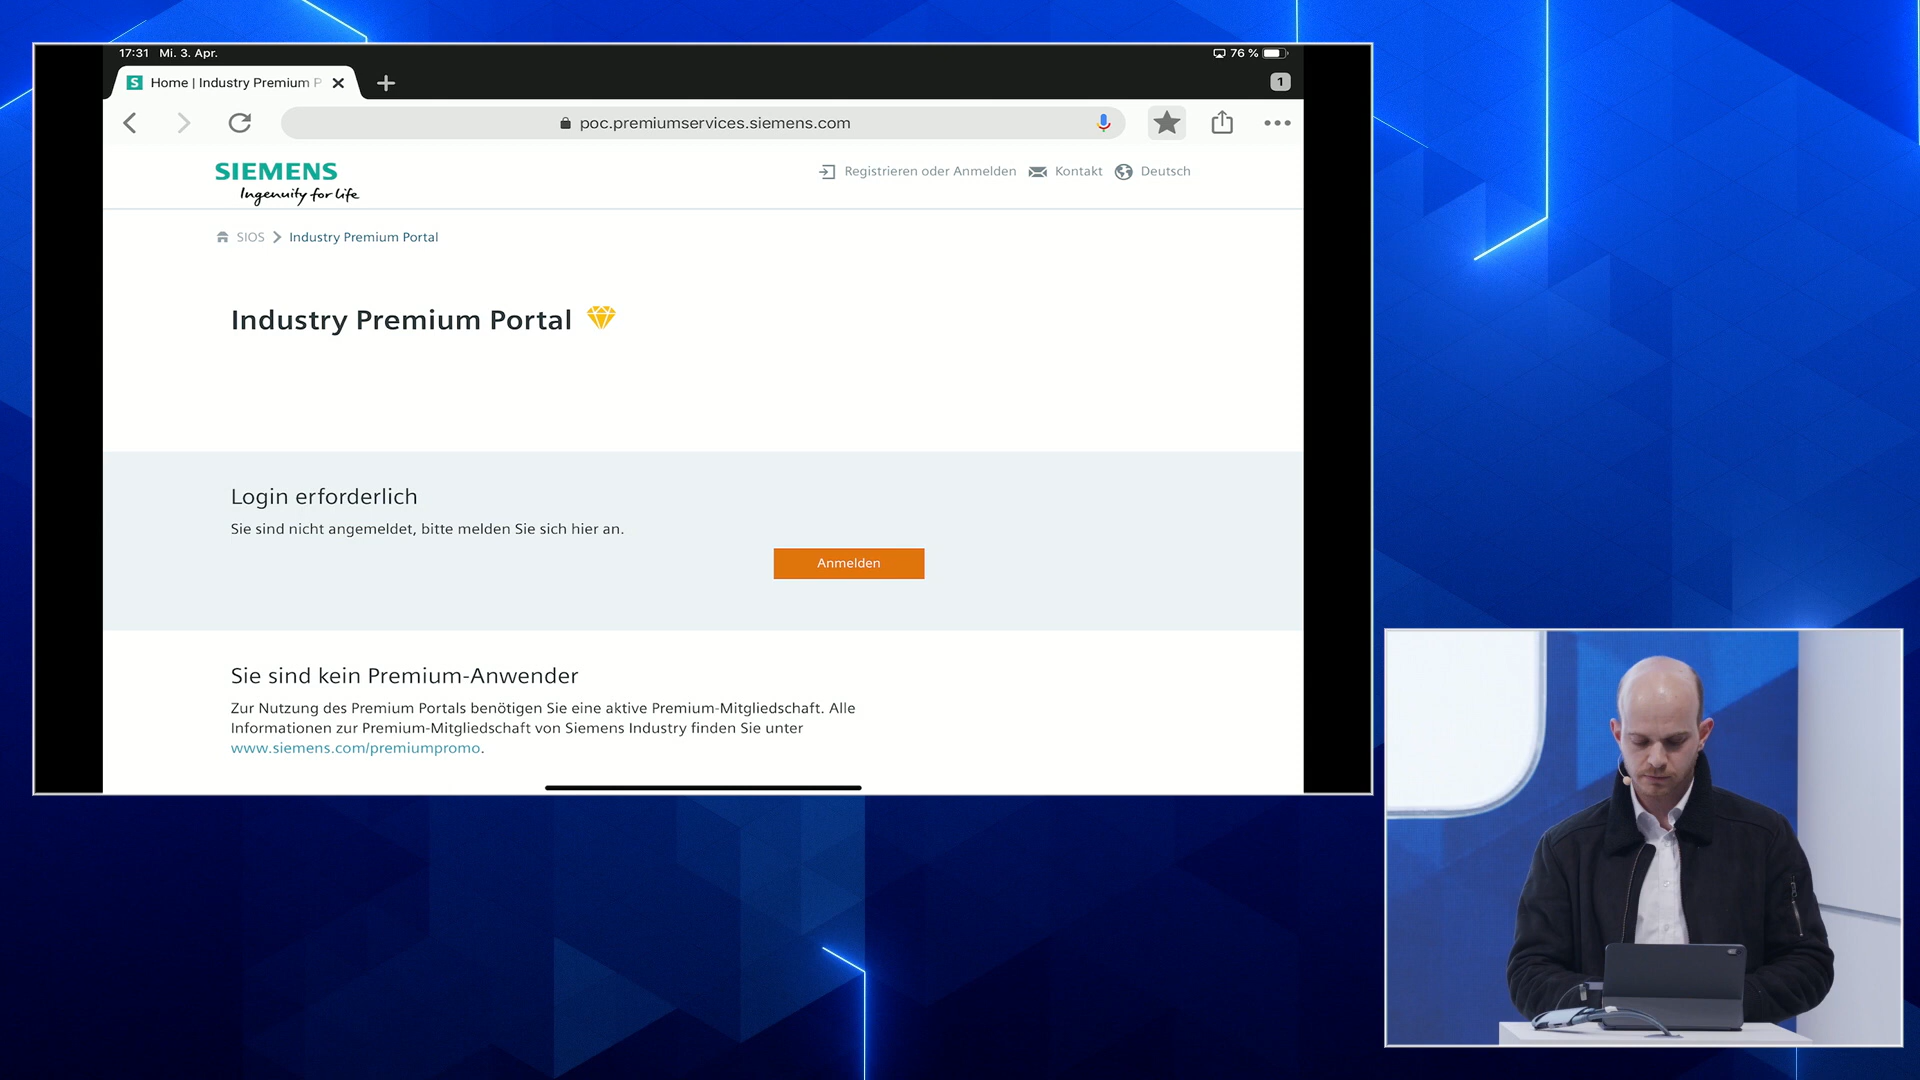 17:31 Mi. 3. Apr.
76 %
S Home | Industry Premium P
1
poc.premiumservices.siemens.com
SIEMENS
Ingenuity for life
Registrieren oder Anmelden Kontakt Deutsch
SIOS Industry Premium Portal
Industry Premium Portal
Login erforderlich
Sie sind nicht angemeldet, bitte melden Sie sich hier an.
Anmelden
Sie sind kein Premium-Anwender
Zur Nutzung des Premium Portals benötigen Sie eine aktive Premium-Mitgliedschaft. Alle
Informationen zur Premium-Mitgliedschaft von Siemens Industry finden Sie unter
www.siemens.com/premiumpromo.